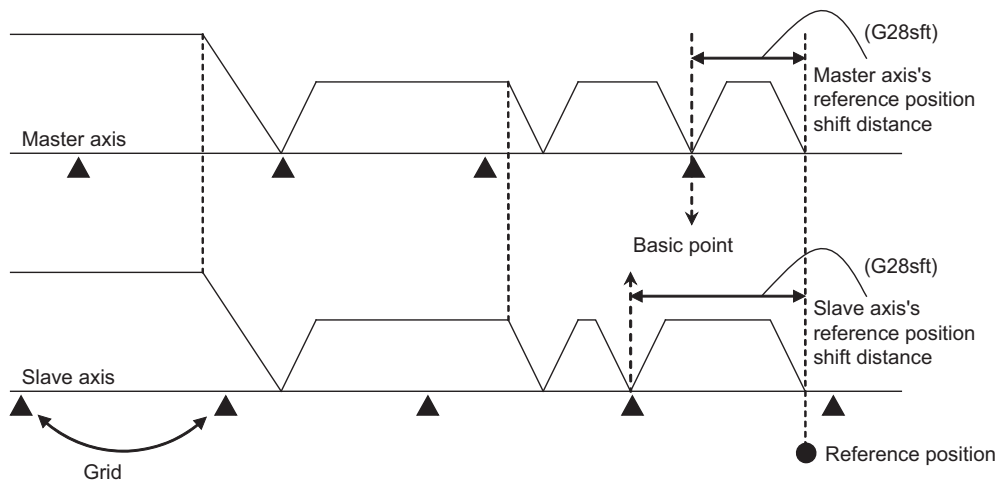 (G28sft)
Master axis's
reference position
shift distance
Master axis
Basic point
(G28sft)
Slave axis's
reference position
shift distance
Slave axis
Reference position
Grid